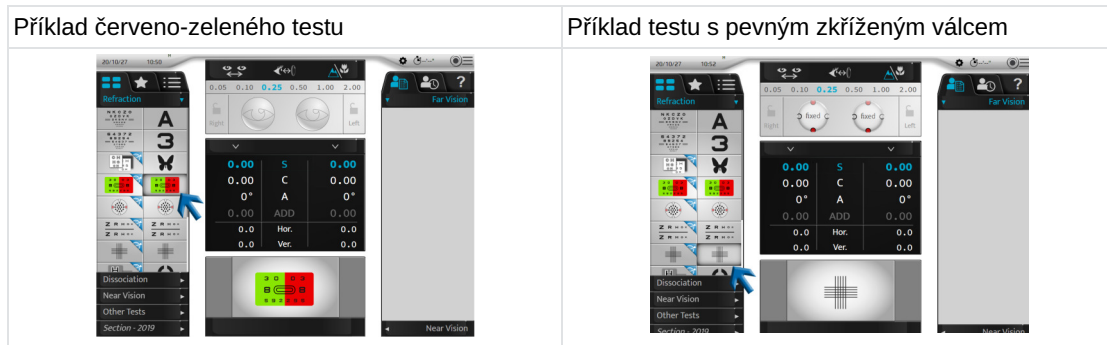 Příklad červeno-zeleného testu
20/10/27 10:50
0.05 0.10 0.25 0.50 1.00 2.00
?
Refraction
Far Vision
Right
Left
N K O Z S
A
3
0.00 S 0.00
0.00 C 0.00
0° A 0°
0.00 ADD 0.00
0.0 Hor. 0.0
0.0 Ver. 0.0
Dissociation
Near Vision
Other Tests
Section - 2019
Near Vision
Příklad testu s pevným zkříženým válcem
20/10/27 10:52
0.05 0.10 0.25 0.50 1.00 2.00
?
Refraction
Far Vision
Right
fixed
fixed
Left
A
3
0.00 S 0.00
0.00 C 0.00
0° A 0°
0.00 ADD 0.00
0.0 Hor. 0.0
0.0 Ver. 0.0
Dissociation
Near Vision
Other Tests
Section - 2019
Near Vision